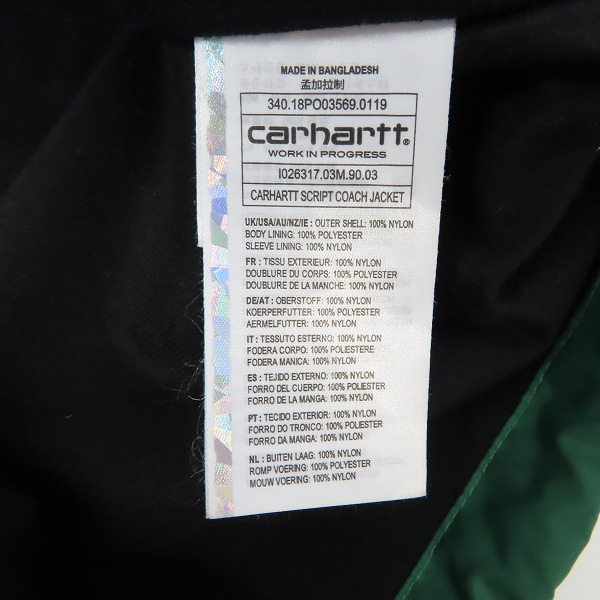 MADE IN BANGLADESH
孟加拉制
340.18PO03569.0119
carhartt®
WORK IN PROGRESS
I026317.03M.90.03
CARHARTT SCRIPT COACH JACKET
UK/USA/AU/NZ/IE : OUTER SHELL: 100% NYLON
BODY LINING: 100% POLYESTER
SLEEVE LINING: 100% NYLON
FR : TISSU EXTERIEUR: 100% NYLON
DOUBLURE DU CORPS: 100% POLYESTER
DOUBLURE DE LA MANCHE: 100% NYLON
DE/AT : OBERSTOFF: 100% NYLON
KOERPERFUTTER: 100% POLYESTER
AERMELFUTTER: 100% NYLON
IT : TESSUTO ESTERNO: 100% NYLON
FODERA CORPO: 100% POLIESTERE
FODERA MANICA: 100% NYLON
ES : TEJIDO EXTERNO: 100% NYLON
FORRO DEL CUERPO: 100% POLIESTER
FORRO DE LA MANGA: 100% NYLON
PT : TECIDO EXTERIOR: 100% NYLON
FORRO DO TRONCO: 100% POLIESTER
FORRO DA MANGA: 100% NYLON
NL : BUITEN LAAG: 100% NYLON
ROMP VOERING: 100% POLYESTER
MOUW VOERING: 100% NYLON